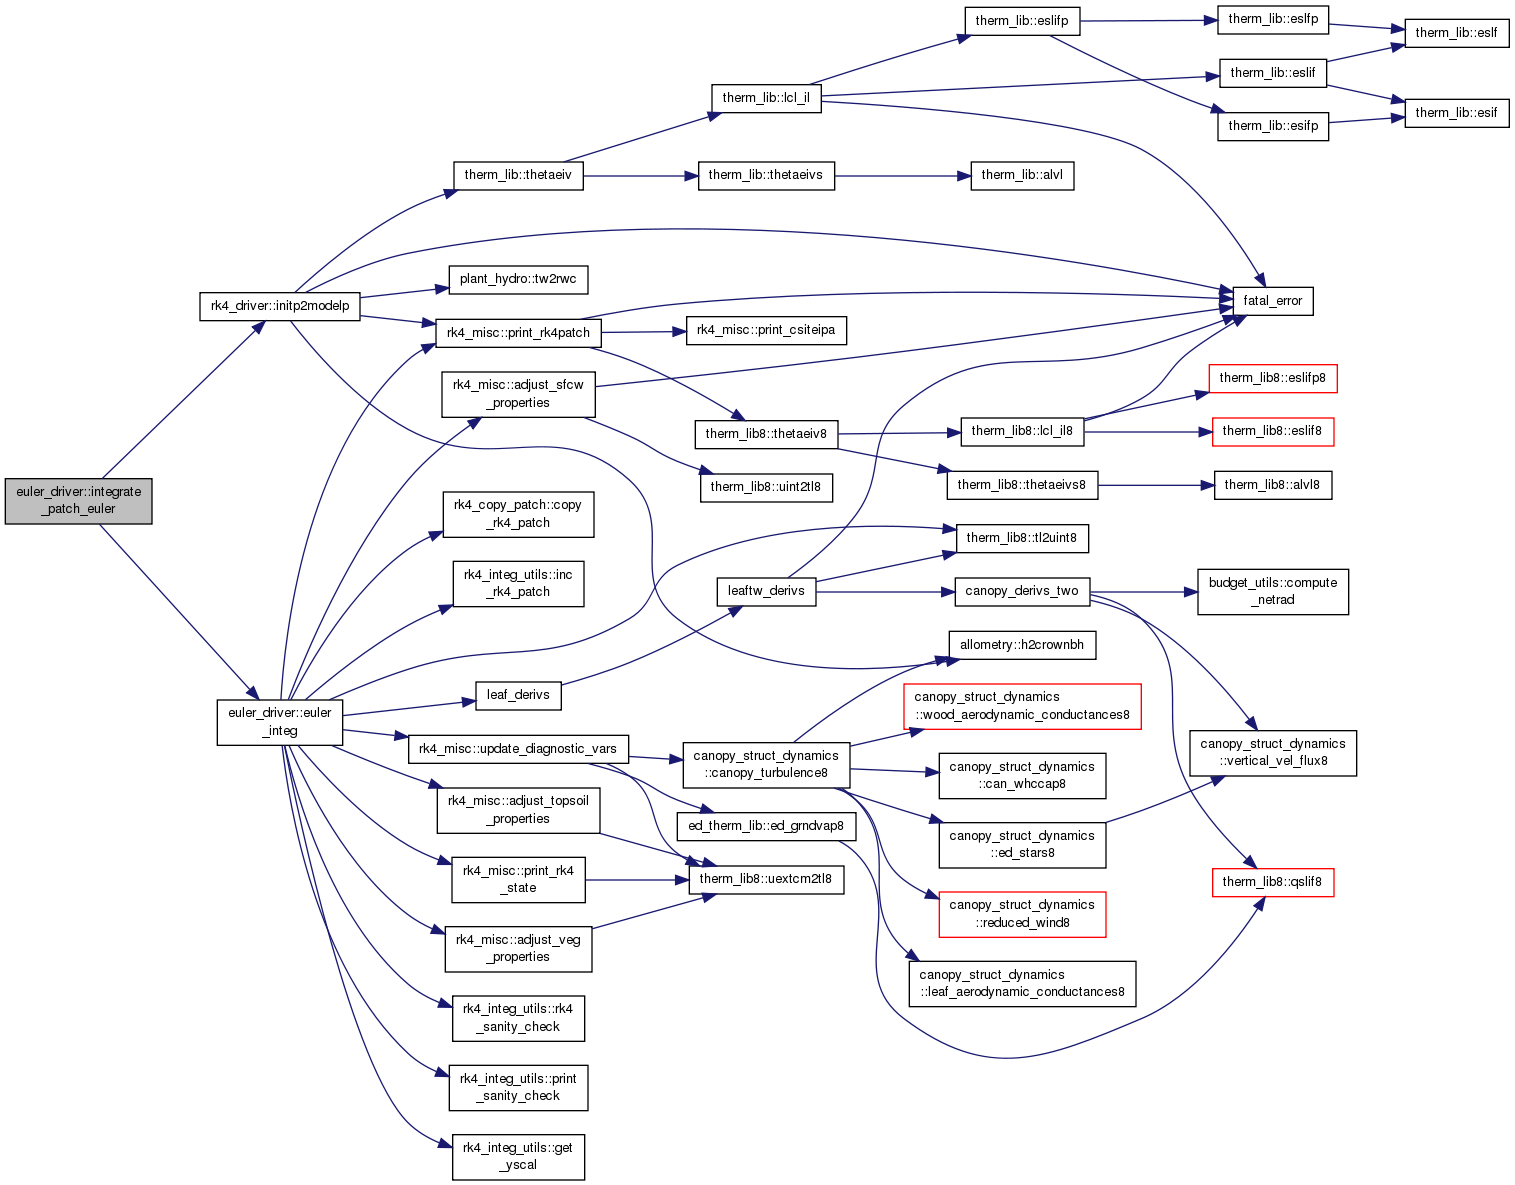 euler_driver::integrate
_patch_euler
rk4_driver::initp2modelp
euler_driver::euler
_integ
therm_lib::thetaeiv
plant_hydro::tw2rwc
rk4_misc::print_rk4patch
rk4_misc::adjust_sfcw
_properties
rk4_copy_patch::copy
_rk4_patch
rk4_integ_utils::inc
_rk4_patch
leaf_derivs
rk4_misc::update_diagnostic_vars
rk4_misc::adjust_topsoil
_properties
rk4_misc::print_rk4
_state
rk4_misc::adjust_veg
_properties
rk4_integ_utils::rk4
_sanity_check
rk4_integ_utils::print
_sanity_check
rk4_integ_utils::get
_yscal
therm_lib::lcl_il
therm_lib::thetaeivs
rk4_misc::print_csiteipa
therm_lib8::thetaeiv8
therm_lib8::uint2tl8
leaftw_derivs
canopy_struct_dynamics
::canopy_turbulence8
ed_therm_lib::ed_grndvap8
therm_lib8::uextcm2tl8
therm_lib::eslifp
therm_lib::alvl
therm_lib8::lcl_il8
therm_lib8::thetaeivs8
therm_lib8::tl2uint8
canopy_derivs_two
allometry::h2crownbh
canopy_struct_dynamics
::wood_aerodynamic_conductances8
canopy_struct_dynamics
::can_whccap8
canopy_struct_dynamics
::ed_stars8
canopy_struct_dynamics
::reduced_wind8
canopy_struct_dynamics
::leaf_aerodynamic_conductances8
therm_lib::eslfp
therm_lib::eslif
therm_lib::esifp
fatal_error
therm_lib8::eslifp8
therm_lib8::eslif8
therm_lib8::alvl8
budget_utils::compute
_netrad
canopy_struct_dynamics
::vertical_vel_flux8
therm_lib8::qslif8
therm_lib::eslf
therm_lib::esif